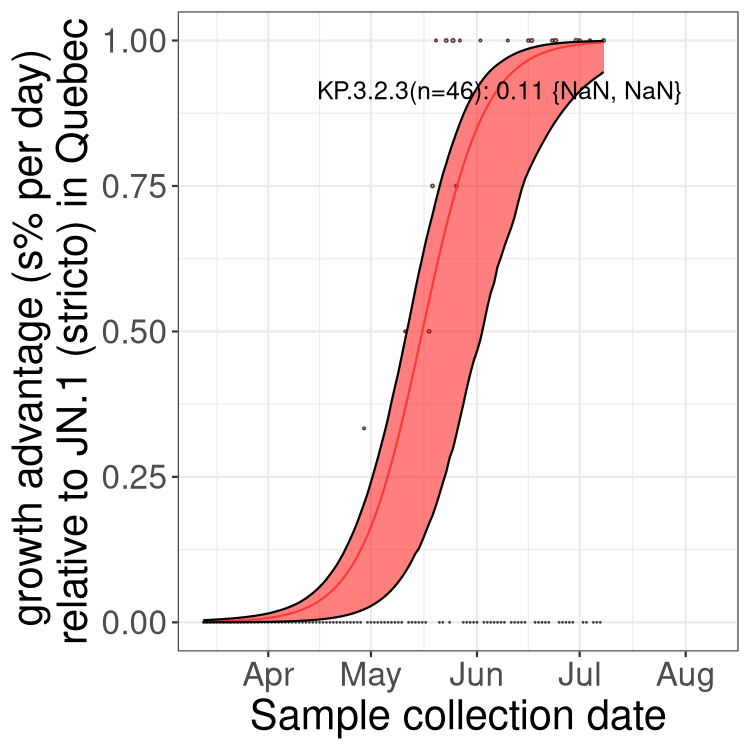 growth advantage (s% per day)
relative to JN.1 (stricto) in Quebec
1.00
0.75
0.50
0.25
0.00
KP.3.2.3(n=46): 0.11 {NaN, NaN}
Apr May Jun Jul Aug
Sample collection date